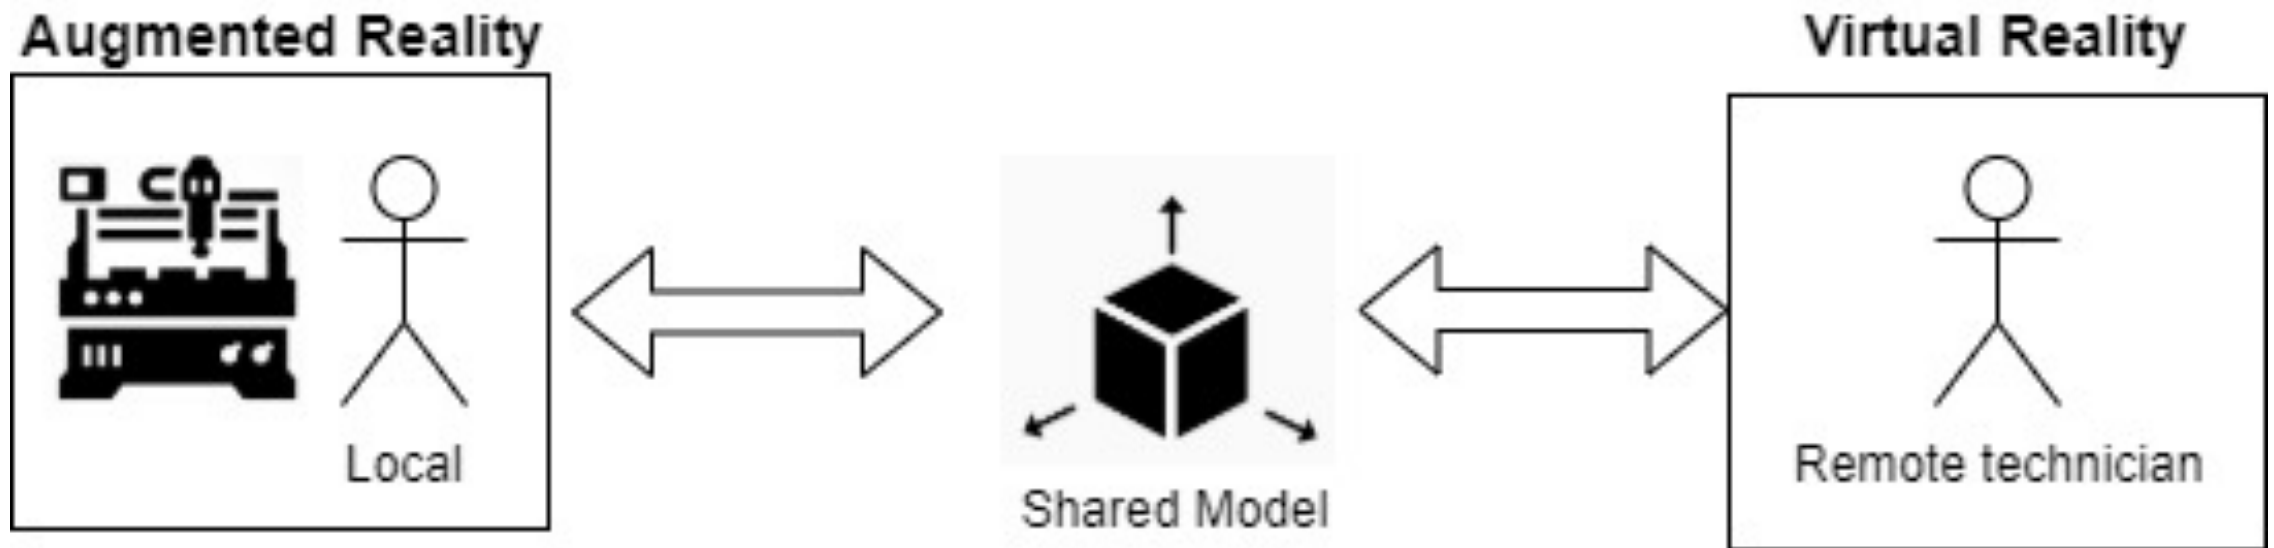 Augmented Reality
Virtual Reality
Local
Shared Model
Remote technician